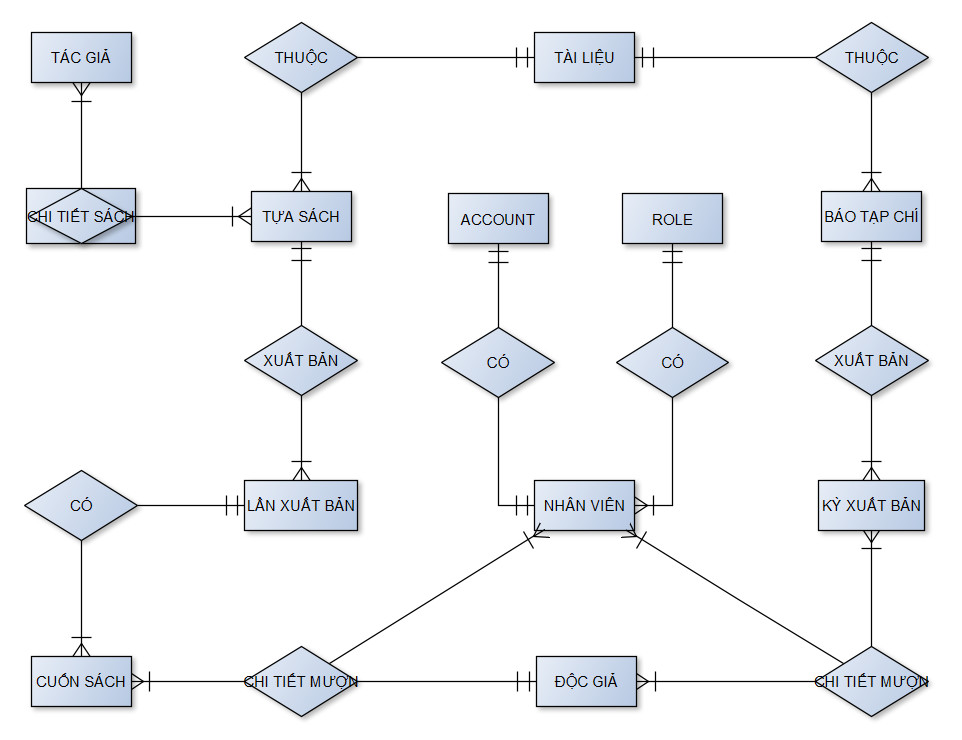 TÁC GIẢ
THUỘC
TÀI LIỆU
THUỘC
CHI TIẾT SÁCH
TỰA SÁCH
ACCOUNT
ROLE
BÁO TẠP CHÍ
XUẤT BẢN
CÓ
CÓ
XUẤT BẢN
CÓ
LẦN XUẤT BẢN
NHÂN VIÊN
KỲ XUẤT BẢN
CUỐN SÁCH
CHI TIẾT MƯỢN
ĐỘC GIẢ
CHI TIẾT MƯỢN